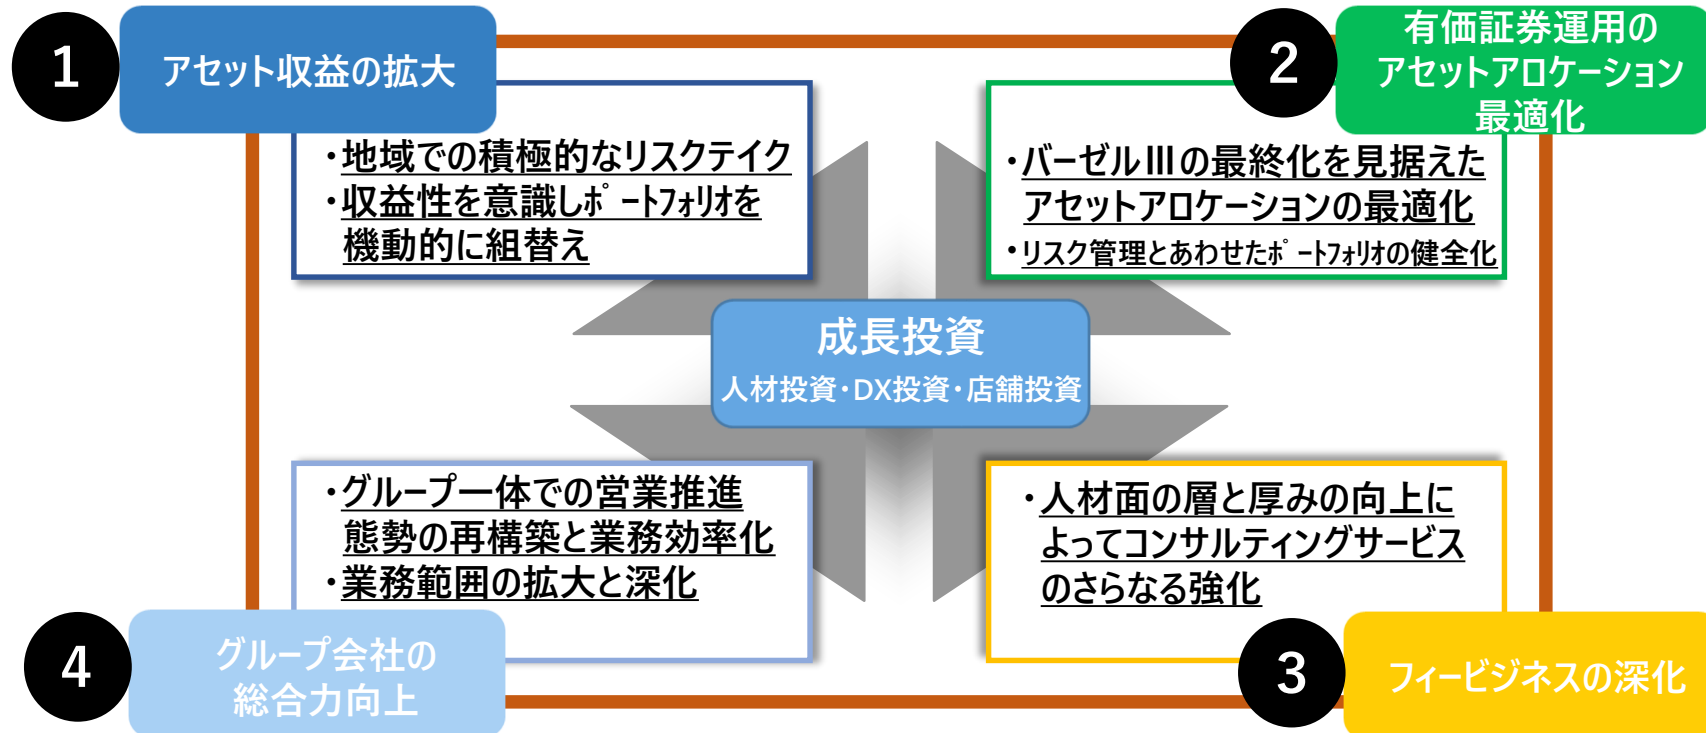 1
アセット収益の拡大
・地域での積極的なリスクテイク
・収益性を意識しﾎﾟｰﾄﾌｫﾘｵを
機動的に組替え
2
有価証券運用の
アセットアロケーション
最適化
・バーゼルⅢの最終化を見据えた
アセットアロケーションの最適化
・リスク管理とあわせたﾎﾟｰﾄﾌｫﾘｵの健全化
成長投資
人材投資・DX投資・店舗投資
・グループ一体での営業推進
態勢の再構築と業務効率化
・業務範囲の拡大と深化
4
グループ会社の
総合力向上
・人材面の層と厚みの向上に
よってコンサルティングサービス
のさらなる強化
3
フィービジネスの深化